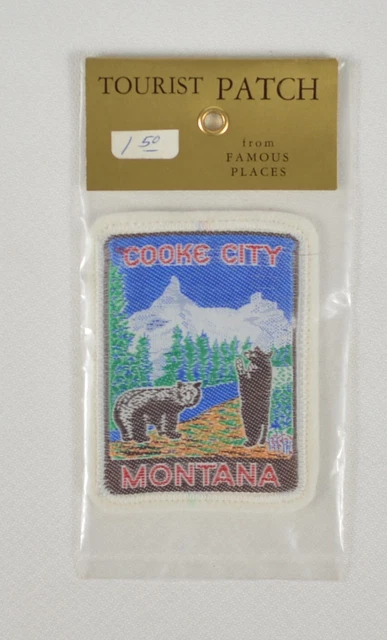 TOURIST PATCH
1 50
from
FAMOUS
PLACES
COOKE CITY
MONTANA